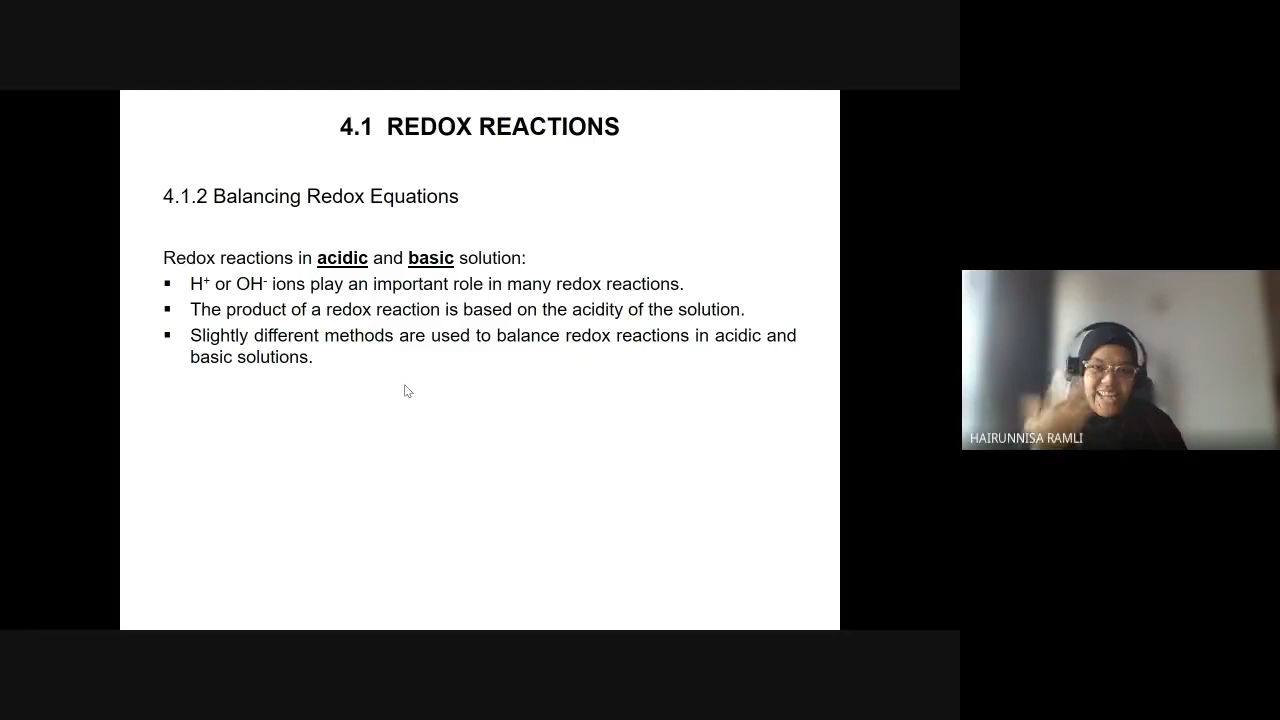 4.1 REDOX REACTIONS
4.1.2 Balancing Redox Equations
Redox reactions in acidic and basic solution:
▪ H⁺ or OH⁻ ions play an important role in many redox reactions.
▪ The product of a redox reaction is based on the acidity of the solution.
▪ Slightly different methods are used to balance redox reactions in acidic and
basic solutions.
HAIRUNNISA RAMLI